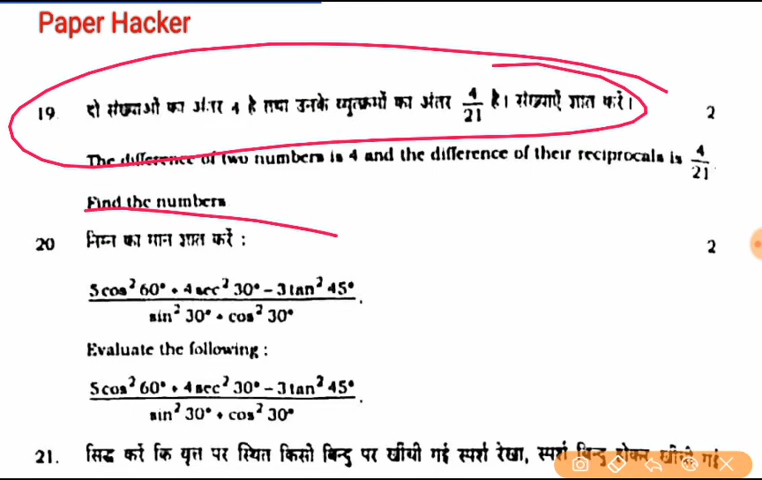 Paper Hacker
19. दो संख्याओं का अंतर 4 है तथा उनके व्युत्क्रमों का अंतर 4/21 है। संख्याएँ ज्ञात करें। 2
The difference of two numbers is 4 and the difference of their reciprocals is 4/21.
Find the numbers
20 निम्न का मान ज्ञात करें : 2
5cos² 60° + 4sec² 30° - 3tan² 45°
sin² 30° + cos² 30° .
Evaluate the following :
5cos² 60° + 4sec² 30° - 3tan² 45°
sin² 30° + cos² 30° .
21. सिद्ध करें कि वृत्त पर स्थित किसी बिन्दु पर खींची गई स्पर्श रेखा, स्पर्श बिन्दु होकर खींची गई